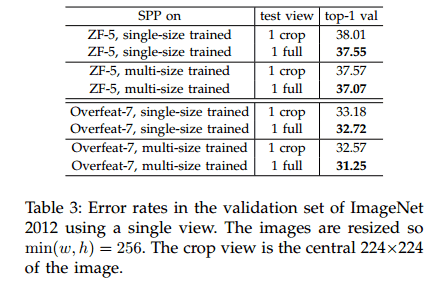 SPP on test view top-1 val
ZF-5, single-size trained 1 crop 38.01
ZF-5, single-size trained 1 full 37.55
ZF-5, multi-size trained 1 crop 37.57
ZF-5, multi-size trained 1 full 37.07
Overfeat-7, single-size trained 1 crop 33.18
Overfeat-7, single-size trained 1 full 32.72
Overfeat-7, multi-size trained 1 crop 32.57
Overfeat-7, multi-size trained 1 full 31.25
Table 3: Error rates in the validation set of ImageNet
2012 using a single view. The images are resized so
min(w, h) = 256. The crop view is the central 224×224
of the image.